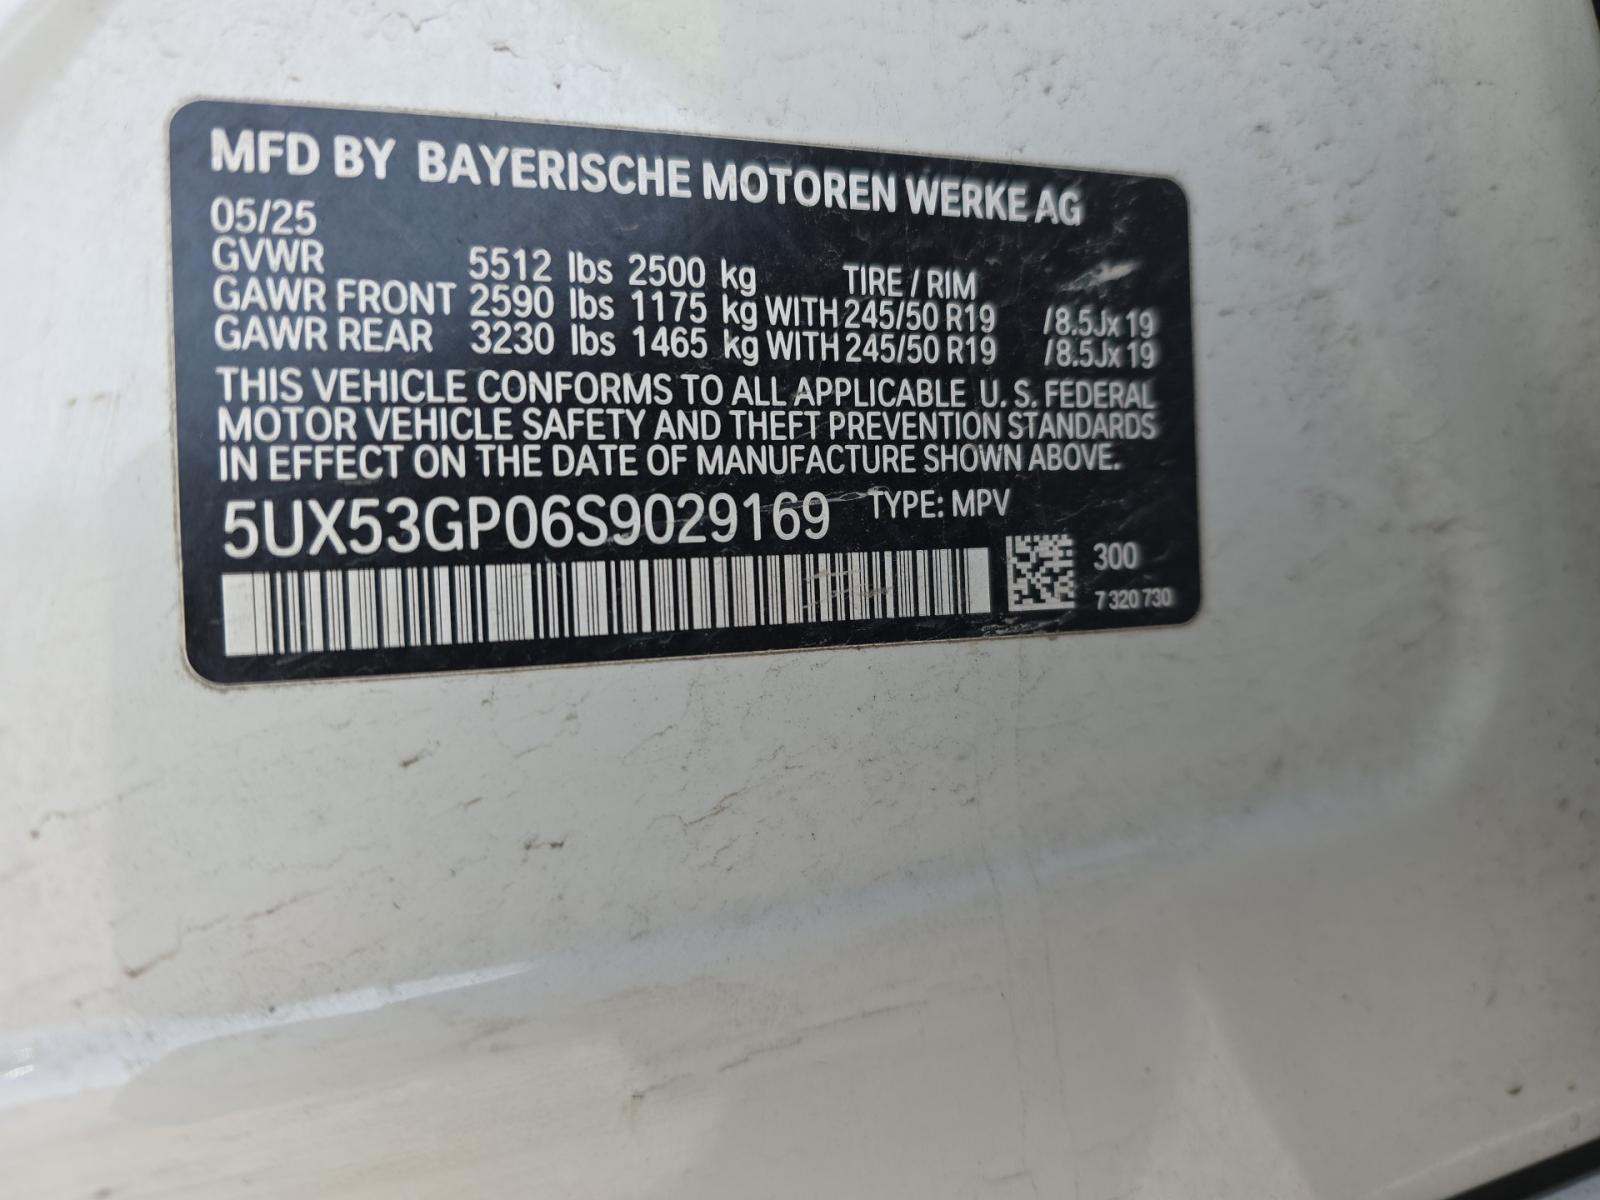 MFD BY BAYERISCHE MOTOREN WERKE AG
05/25
GVWR 5512 lbs 2500 kg TIRE / RIM
GAWR FRONT 2590 lbs 1175 kg WITH 245/50 R19 /8.5Jx19
GAWR REAR 3230 lbs 1465 kg WITH 245/50 R19 /8.5Jx19
THIS VEHICLE CONFORMS TO ALL APPLICABLE U. S. FEDERAL
MOTOR VEHICLE SAFETY AND THEFT PREVENTION STANDARDS
IN EFFECT ON THE DATE OF MANUFACTURE SHOWN ABOVE.
5UX53GP06S9029169 TYPE: MPV
300
7 320 730